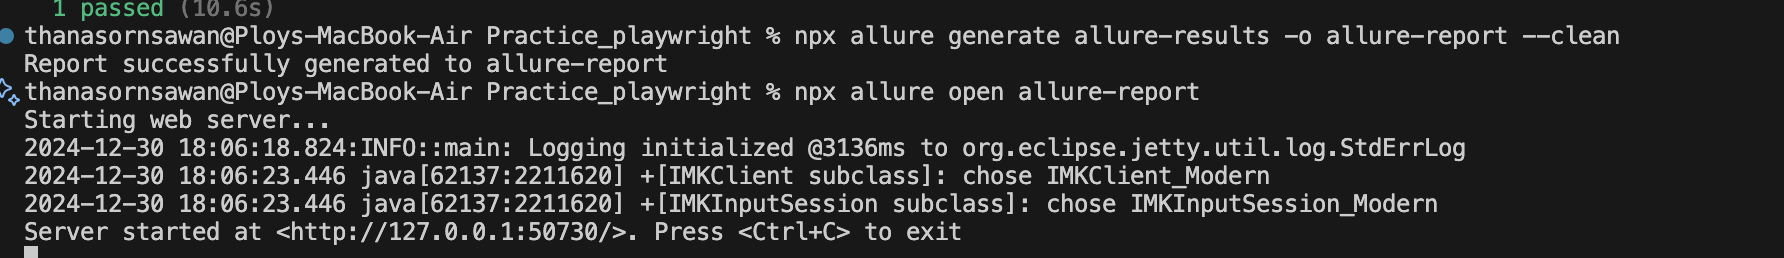 1 passed (10.6s)
thanasornsawan@Ploys-MacBook-Air Practice_playwright % npx allure generate allure-results -o allure-report --clean
Report successfully generated to allure-report
thanasornsawan@Ploys-MacBook-Air Practice_playwright % npx allure open allure-report
Starting web server...
2024-12-30 18:06:18.824:INFO::main: Logging initialized @3136ms to org.eclipse.jetty.util.log.StdErrLog
2024-12-30 18:06:23.446 java[62137:2211620] +[IMKClient subclass]: chose IMKClient_Modern
2024-12-30 18:06:23.446 java[62137:2211620] +[IMKInputSession subclass]: chose IMKInputSession_Modern
Server started at <http://127.0.0.1:50730/>. Press <Ctrl+C> to exit